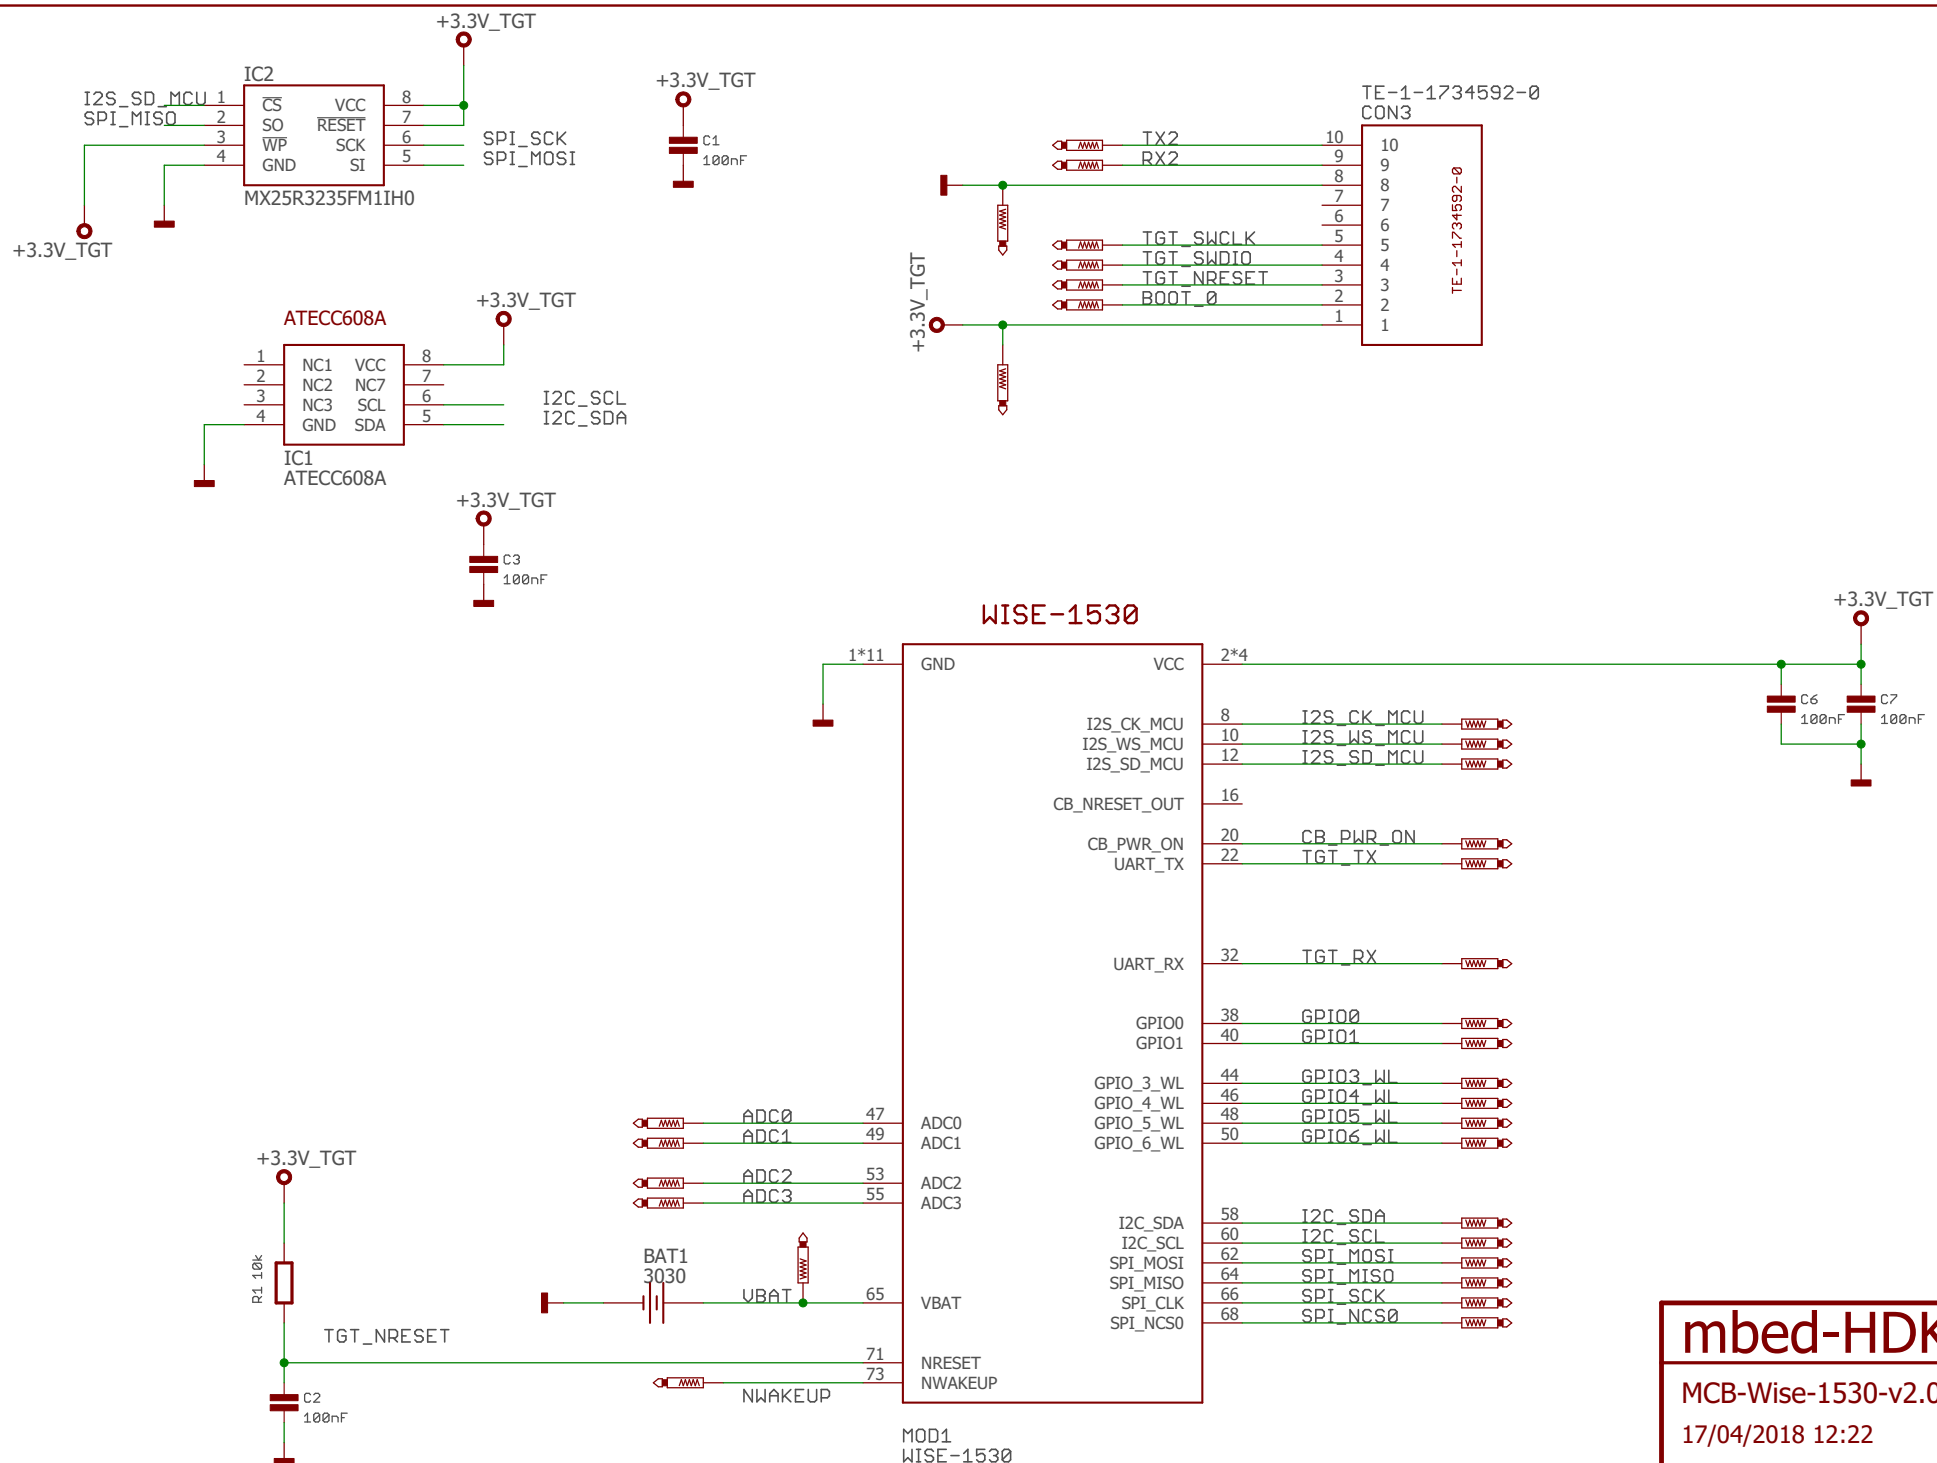 +3.3V_TGT
IC2
I2S_SD_MCU 1 CS VCC 8
SPI_MISO 2 SO RESET 7
3 WP SCK 6 SPI_SCK
4 GND SI 5 SPI_MOSI
MX25R3235FM1IH0
+3.3V_TGT
+3.3V_TGT
C1
100nF
TE-1-1734592-0
CON3
TX2 10 10
RX2 9 9
8 8
7 7
6 6
TGT_SWCLK 5 5
TGT_SWDIO 4 4
TGT_NRESET 3 3
BOOT_0 2 2
1 1
TE-1-1734592-0
+3.3V_TGT
+3.3V_TGT
ATECC608A
1 NC1 VCC 8
2 NC2 NC7 7
3 NC3 SCL 6 I2C_SCL
4 GND SDA 5 I2C_SDA
IC1
ATECC608A
+3.3V_TGT
C3
100nF
WISE-1530
1*11 GND VCC 2*4
+3.3V_TGT
C6
100nF
C7
100nF
I2S_CK_MCU 8 I2S_CK_MCU
I2S_WS_MCU 10 I2S_WS_MCU
I2S_SD_MCU 12 I2S_SD_MCU
CB_NRESET_OUT 16
CB_PWR_ON 20 CB_PWR_ON
UART_TX 22 TGT_TX
UART_RX 32 TGT_RX
GPIO0 38 GPIO0
GPIO1 40 GPIO1
GPIO_3_WL 44 GPIO3_WL
GPIO_4_WL 46 GPIO4_WL
GPIO_5_WL 48 GPIO5_WL
GPIO_6_WL 50 GPIO6_WL
ADC0 47 ADC0
ADC1 49 ADC1
ADC2 53 ADC2
ADC3 55 ADC3
I2C_SDA 58 I2C_SDA
I2C_SCL 60 I2C_SCL
SPI_MOSI 62 SPI_MOSI
SPI_MISO 64 SPI_MISO
SPI_CLK 66 SPI_SCK
SPI_NCS0 68 SPI_NCS0
BAT1
3030
VBAT 65 VBAT
+3.3V_TGT
R1 10k
TGT_NRESET 71 NRESET
NWAKEUP 73 NWAKEUP
C2
100nF
MOD1
WISE-1530
mbed-HDK
MCB-Wise-1530-v2.0
17/04/2018 12:22